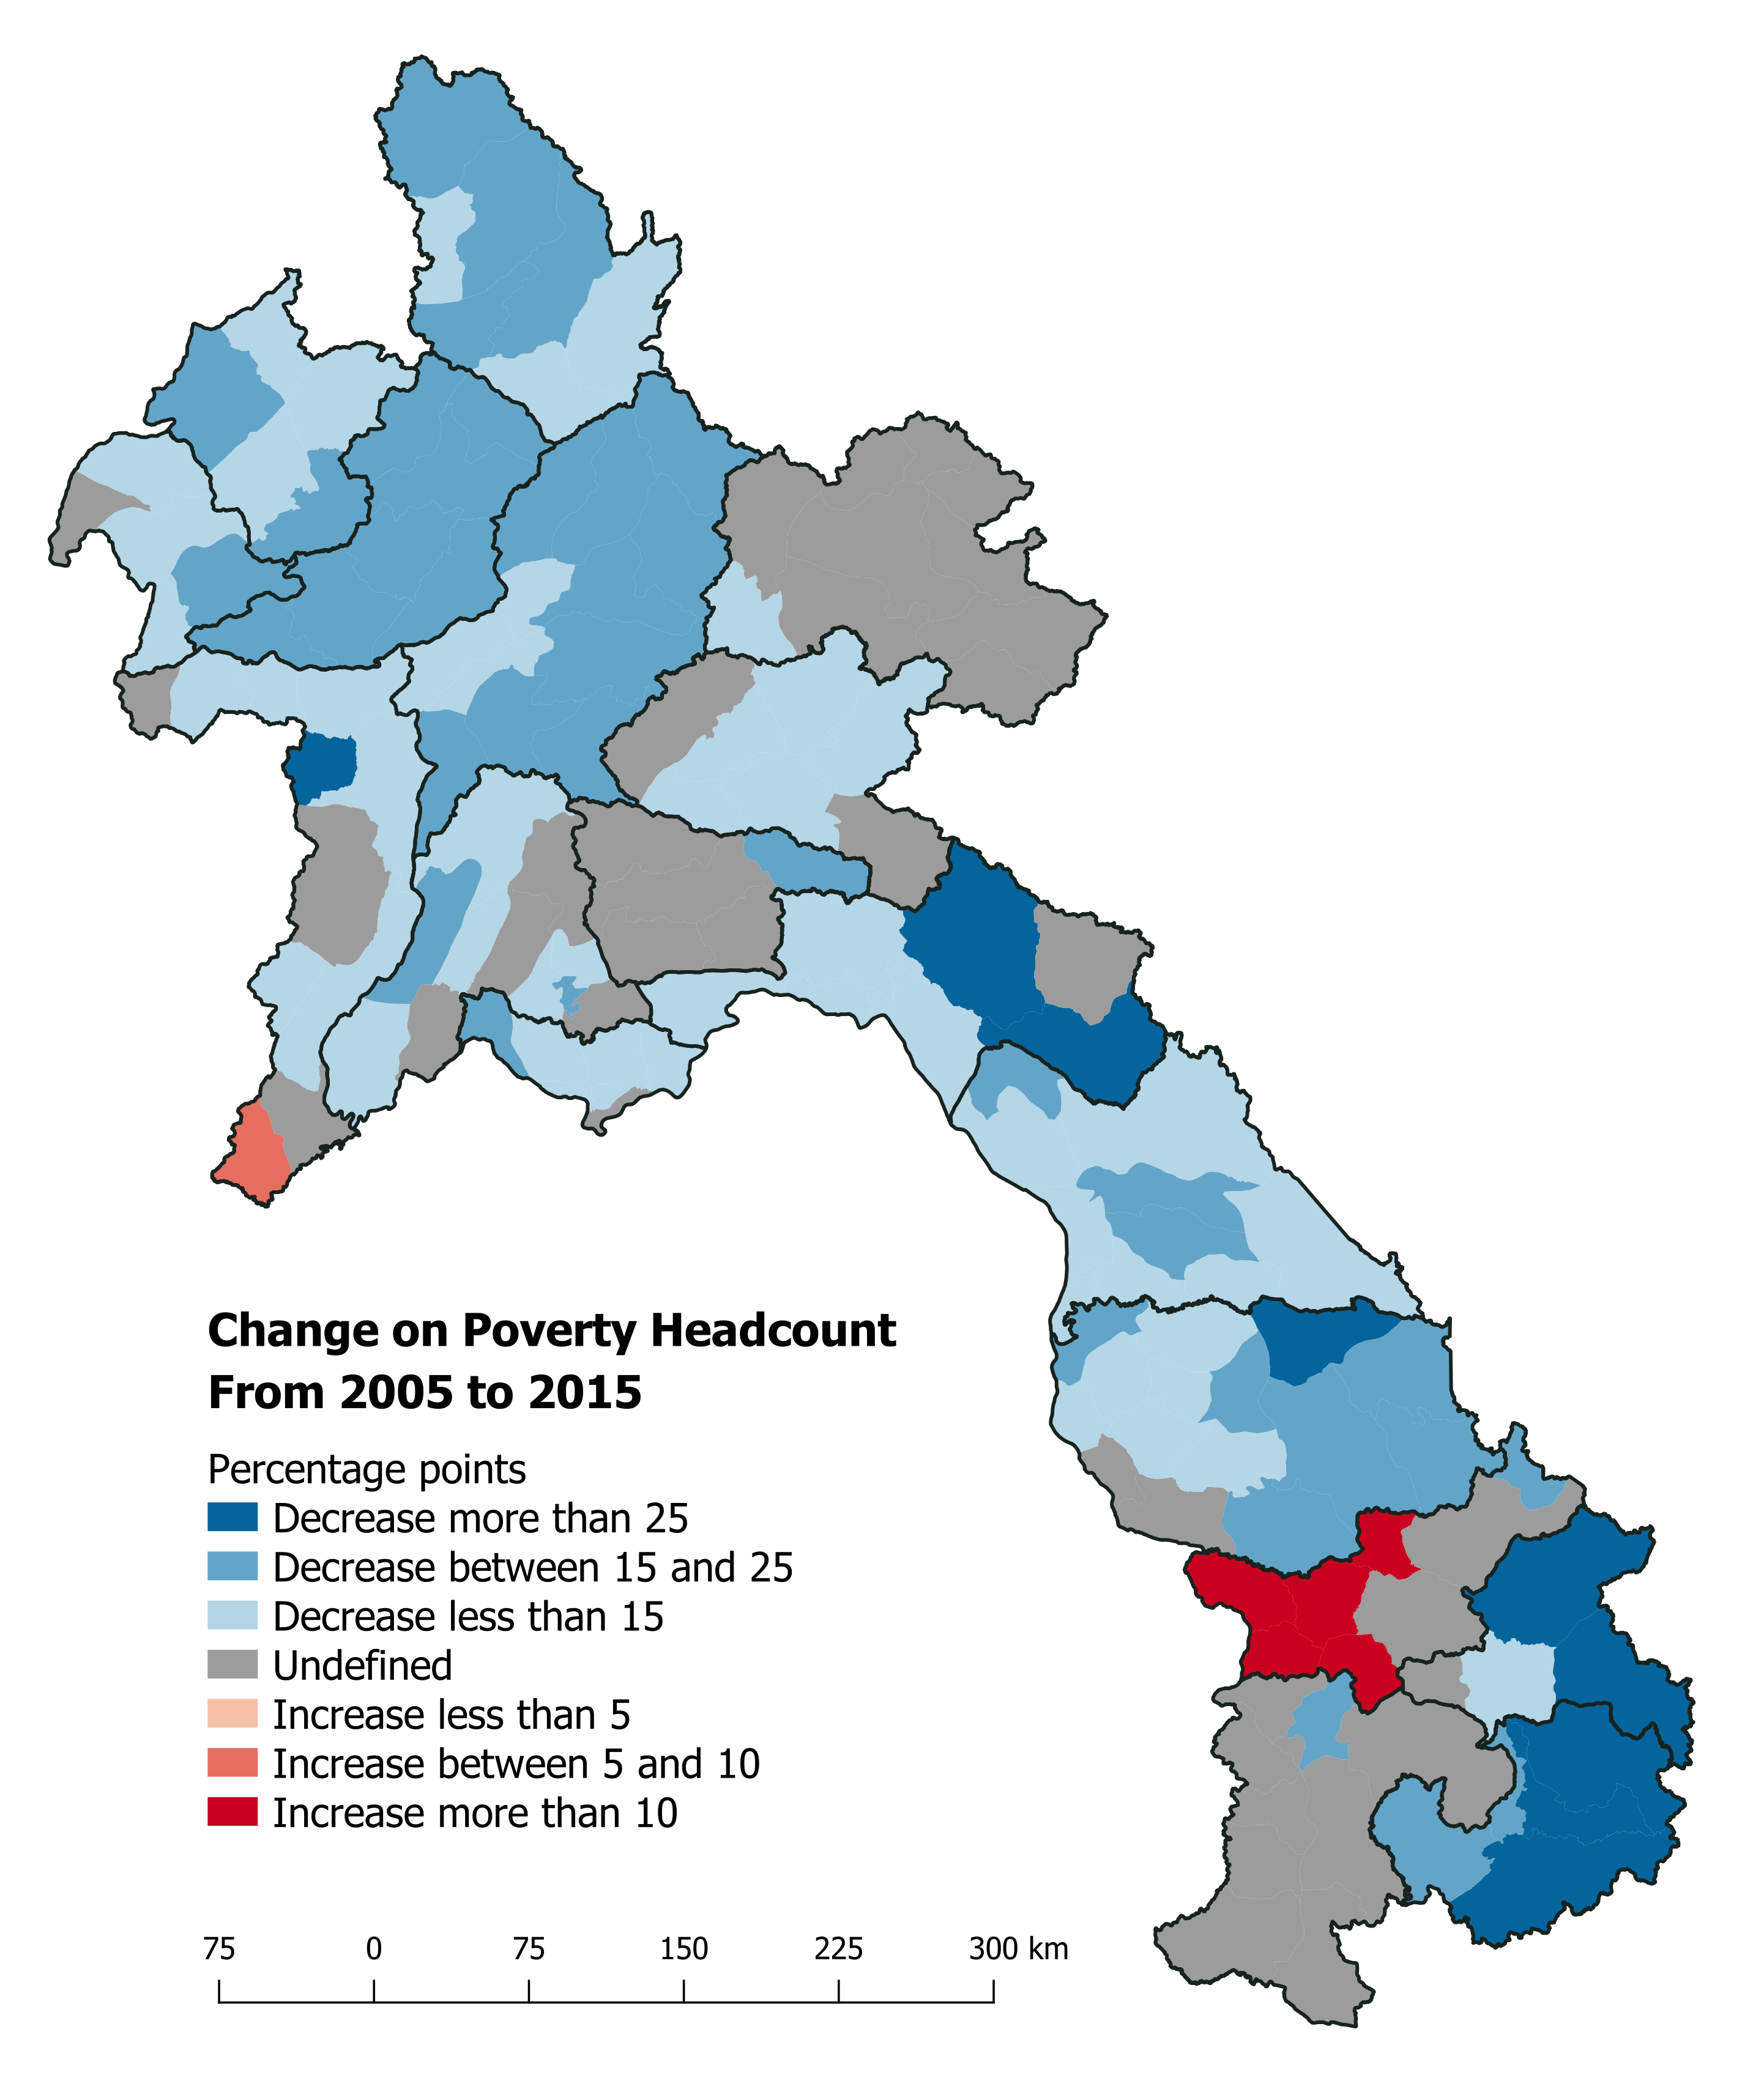 Change on Poverty Headcount
From 2005 to 2015
Percentage points
Decrease more than 25
Decrease between 15 and 25
Decrease less than 15
Undefined
Increase less than 5
Increase between 5 and 10
Increase more than 10
75 0 75 150 225 300 km